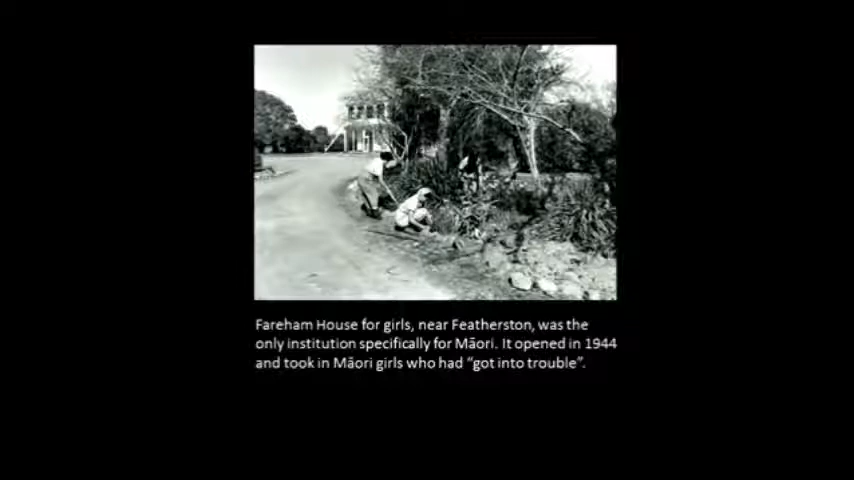 Fareham House for girls, near Featherston, was the
only institution specifically for Māori. It opened in 1944
and took in Māori girls who had “got into trouble”.